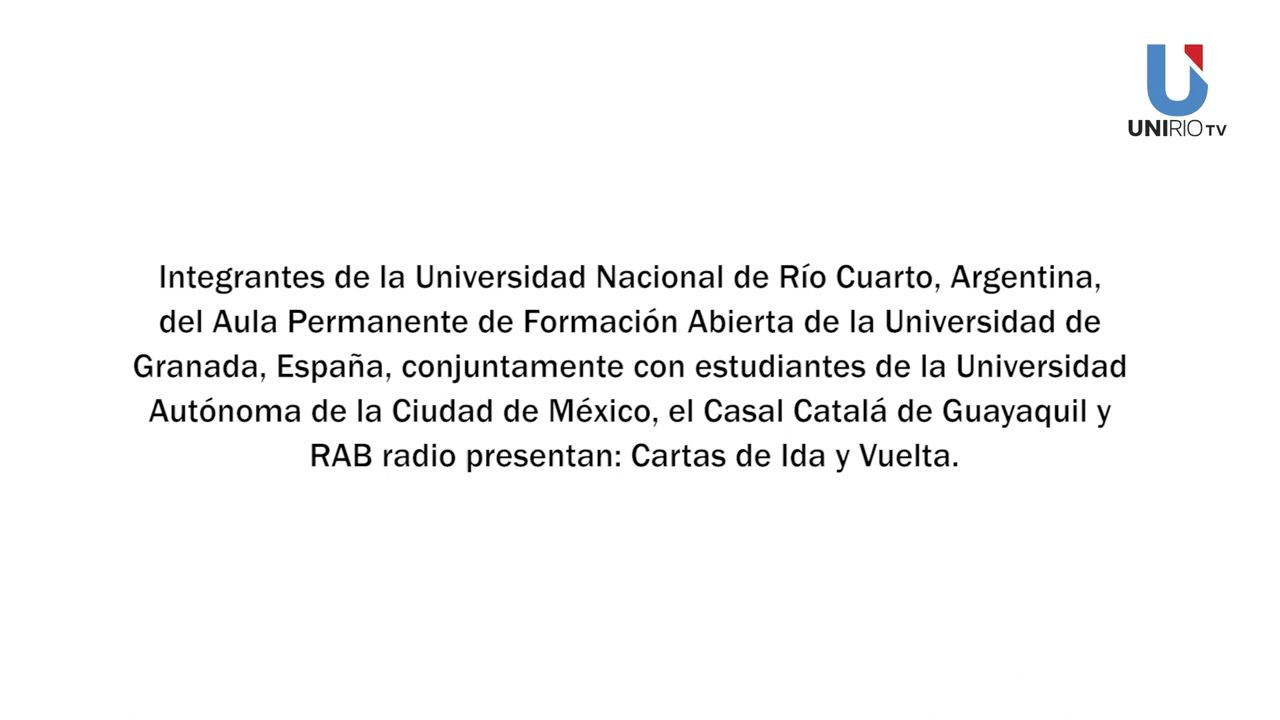 UNIRIO TV
Integrantes de la Universidad Nacional de Río Cuarto, Argentina,
del Aula Permanente de Formación Abierta de la Universidad de
Granada, España, conjuntamente con estudiantes de la Universidad
Autónoma de la Ciudad de México, el Casal Catalá de Guayaquil y
RAB radio presentan: Cartas de Ida y Vuelta.